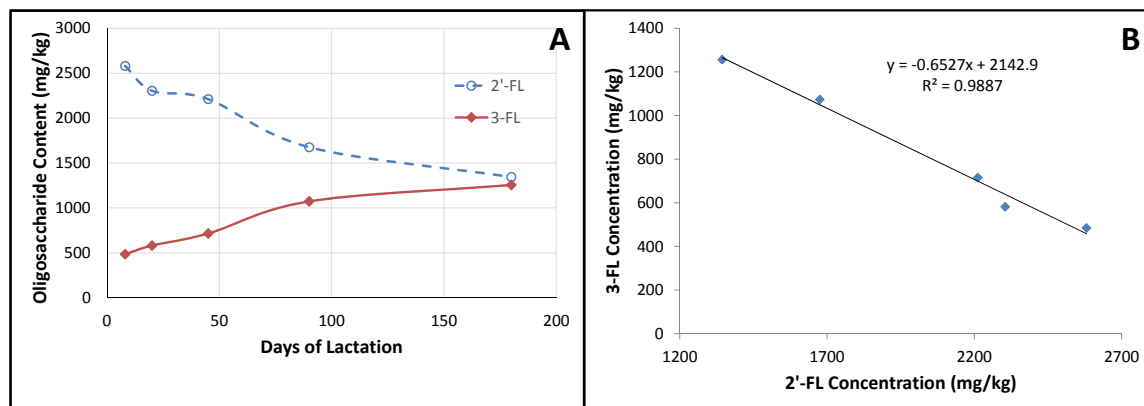 A
Oligosaccharide Content (mg/kg)
3000
2500
2000
1500
1000
500
0
0 50 100 150 200
Days of Lactation
2'-FL
3-FL
B
3-FL Concentration (mg/kg)
1400
1200
1000
800
600
400
200
0
1200 1700 2200 2700
2'-FL Concentration (mg/kg)
y = -0.6527x + 2142.9
R² = 0.9887